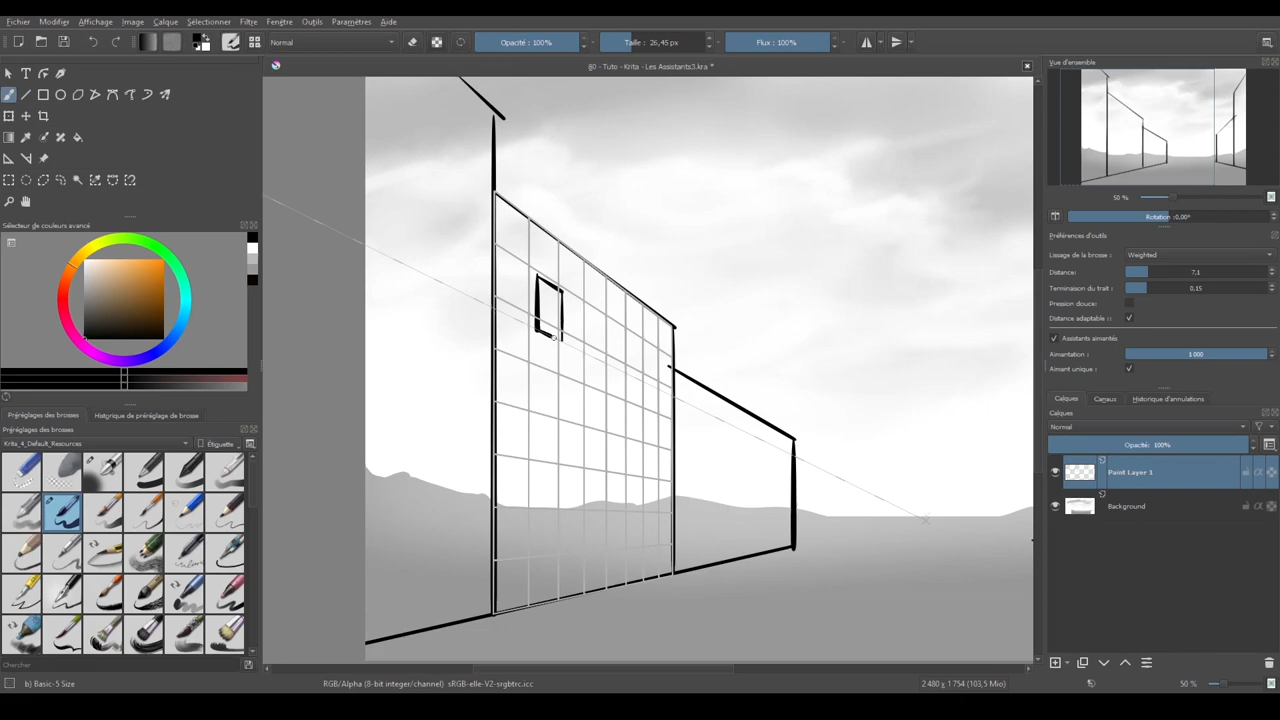 Fichier Modifier Affichage Image Calque Sélectionner Filtre Fenêtre Outils Paramètres Aide
Normal Opacité : 100% Taille : 26,45 px Flux : 100%
80 - Tuto - Krita - Les Assistants3.kra *
Vue d'ensemble
50 %
Rotation : 0,00°
Sélecteur de couleurs avancé
Préférences d'outils
Lissage de la brosse : Weighted
Distance: 7,1
Terminaison du trait : 0,15
Pression douce:
Distance adaptable :
Assistants aimantés
Aimantation : 1 000
Aimant unique :
Calques Canaux Historique d'annulations
Calques
Normal
Opacité: 100%
Paint Layer 1
Background
Préréglages des brosses Historique de préréglage de brosse
Préréglages des brosses
Krita_4_Default_Resources Étiquette
Chercher
b) Basic-5 Size RGB/Alpha (8-bit integer/channel) sRGB-elle-V2-srgbtrc.icc 2 480 x 1 754 (103,5 Mio) 50 %